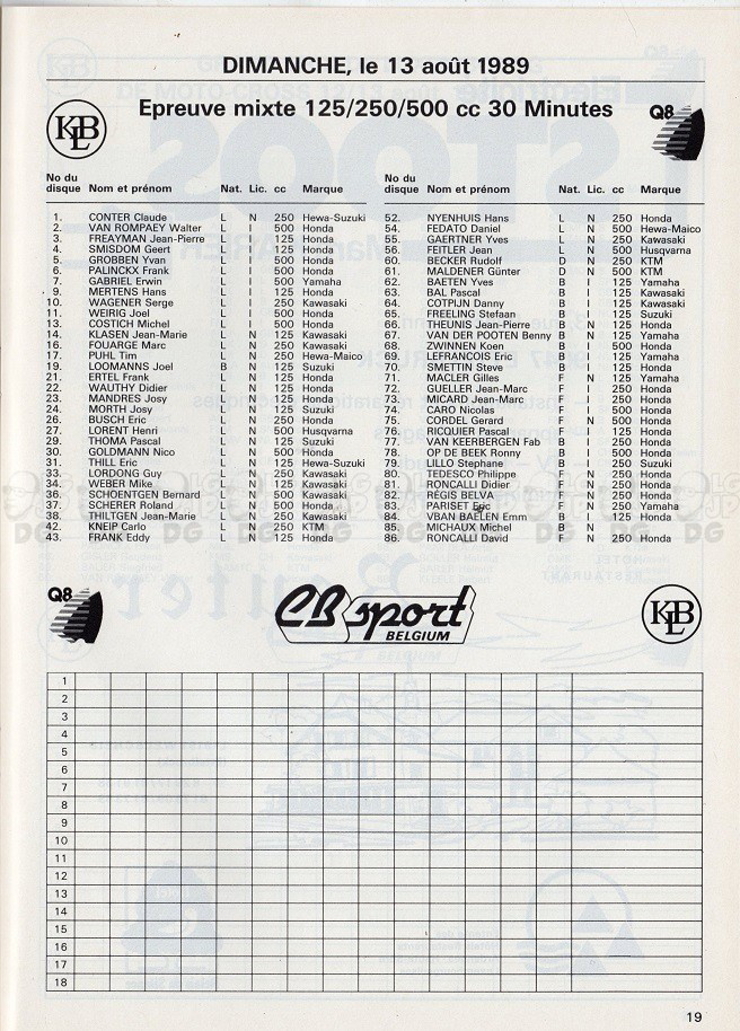 DIMANCHE, le 13 août 1989
Epreuve mixte 125/250/500 cc 30 Minutes
KLB
Q8
No du disque Nom et prénom Nat. Lic. cc Marque
1. CONTER Claude L N 250 Hewa-Suzuki
2. VAN ROMPAEY Walter L I 500 Honda
3. FREAYMAN Jean-Pierre L I 125 Honda
4. SMISDOM Geert L I 125 Honda
5. GROBBEN Yvan L I 500 Honda
6. PALINCKX Frank L I 125 Honda
7. GABRIEL Erwin L I 500 Yamaha
9. MERTENS Hans L I 125 Honda
10. WAGENER Serge L L 250 Kawasaki
11. WEIRIG Joel L I 500 Honda
13. COSTICH Michel L I 500 Honda
14. KLASEN Jean-Marie L N 125 Honda
16. FOUARGE Marc L N 250 Kawasaki
17. PUHL Tim L N 250 Hewa-Maico
19. LOOMANNS Joel B I 125 Suzuki
21. ERTEL Frank L N 125 Honda
22. WAUTHY Didier L N 125 Honda
23. MANDRES Josy L N 125 Honda
24. MORTH Josy L N 125 Suzuki
26. BUSCH Eric L N 250 Honda
27. LORENT Henri L N 500 Husqvarna
29. THOMA Pascal L N 125 Suzuki
30. GOLDMANN Nico L N 500 Honda
31. THILL Eric L N 125 Hewa-Suzuki
33. LORDONG Guy L N 250 Kawasaki
34. WEBER Mike L N 125 Kawasaki
36. SCHOENTGEN Bernard L N 500 Kawasaki
37. SCHERER Roland L N 500 Honda
38. THILTGEN Jean-Marie L N 250 Kawasaki
42. KNEIP Carlo L N 250 KTM
43. FRANK Eddy L N 125 Honda
No du disque Nom et prénom Nat. Lic. cc Marque
52. NYENHUIS Hans L N 250 Honda
54. FEDATO Daniel L N 500 Hewa-Maico
55. GAERTNER Yves L N 250 Kawasaki
56. FEITLER Jean L N 500 Husqvarna
60. BECKER Rudolf D N 250 KTM
61. MALDENER Günter D N 500 KTM
62. BAETEN Yves B I 125 Yamaha
63. BAL Pascal B I 125 Kawasaki
64. COTPIJN Danny B I 125 Kawasaki
65. FREELING Stefaan B I 125 Suzuki
66. THEUNIS Jean-Pierre B N 125 Honda
67. VAN DER POOTEN Benny B N 125 Yamaha
68. ZWINNEN Koen B I 500 Honda
69. LEFRANCOIS Eric B I 125 Yamaha
70. SMETTIN Steve B I 125 Honda
71. MACLER Gilles F N 125 Yamaha
72. GUELLER Jean-Marc F I 250 Honda
73. MICARD Jean-Marc F I 250 Honda
74. CARO Nicolas F I 500 Honda
75. CORDEL Gerard F N 500 Honda
76. RICQUIER Pascal F I 125 Honda
77. VAN KEERBERGEN Fab B I 250 Honda
78. OP DE BEEK Ronny B I 500 Honda
79. LILLO Stephane B I 250 Suzuki
80. TEDESCO Philippe F N 250 Honda
81. RONCALLI Didier F N 250 Honda
82. RÉGIS BELVA F N 250 Honda
83. PARISET F N 250 Yamaha
84. VBAN BAELEN Emm B I 125 Honda
85. MICHAUX Michel B N
86. RONCALLI David B N 250 Honda
Q8
CB sport
BELGIUM
KLB
1
2
3
4
5
6
7
8
9
10
11
12
13
14
15
16
17
18
19